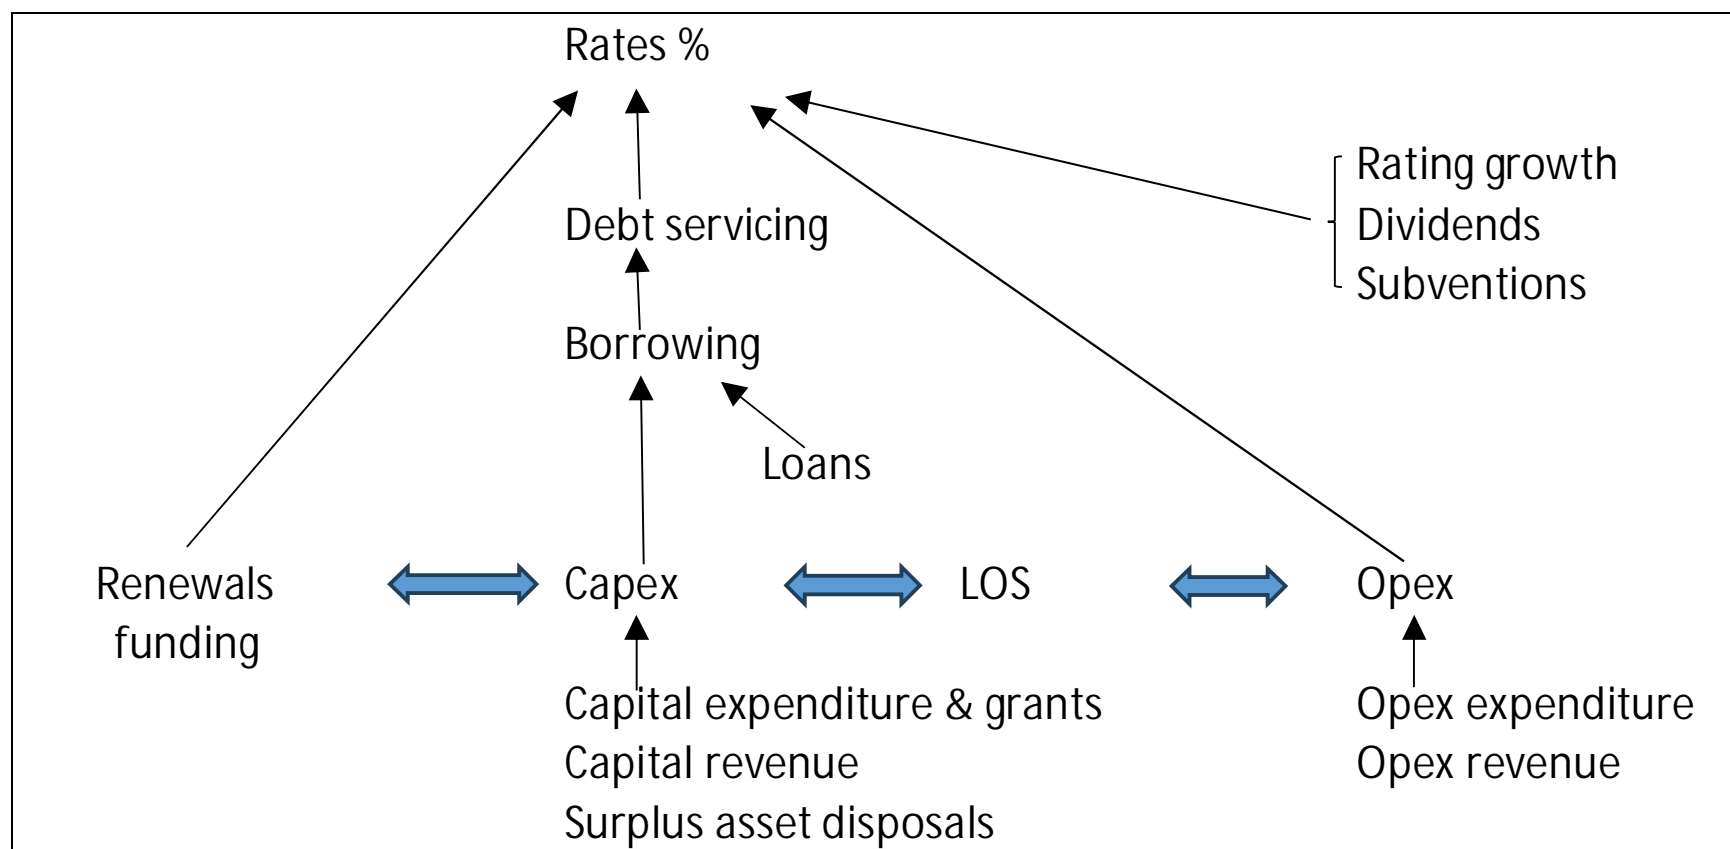 Rates %
Rating growth
Debt servicing
Dividends
Subventions
Borrowing
Loans
Renewals
funding
Capex
LOS
Opex
Capital expenditure & grants
Capital revenue
Surplus asset disposals
Opex expenditure
Opex revenue